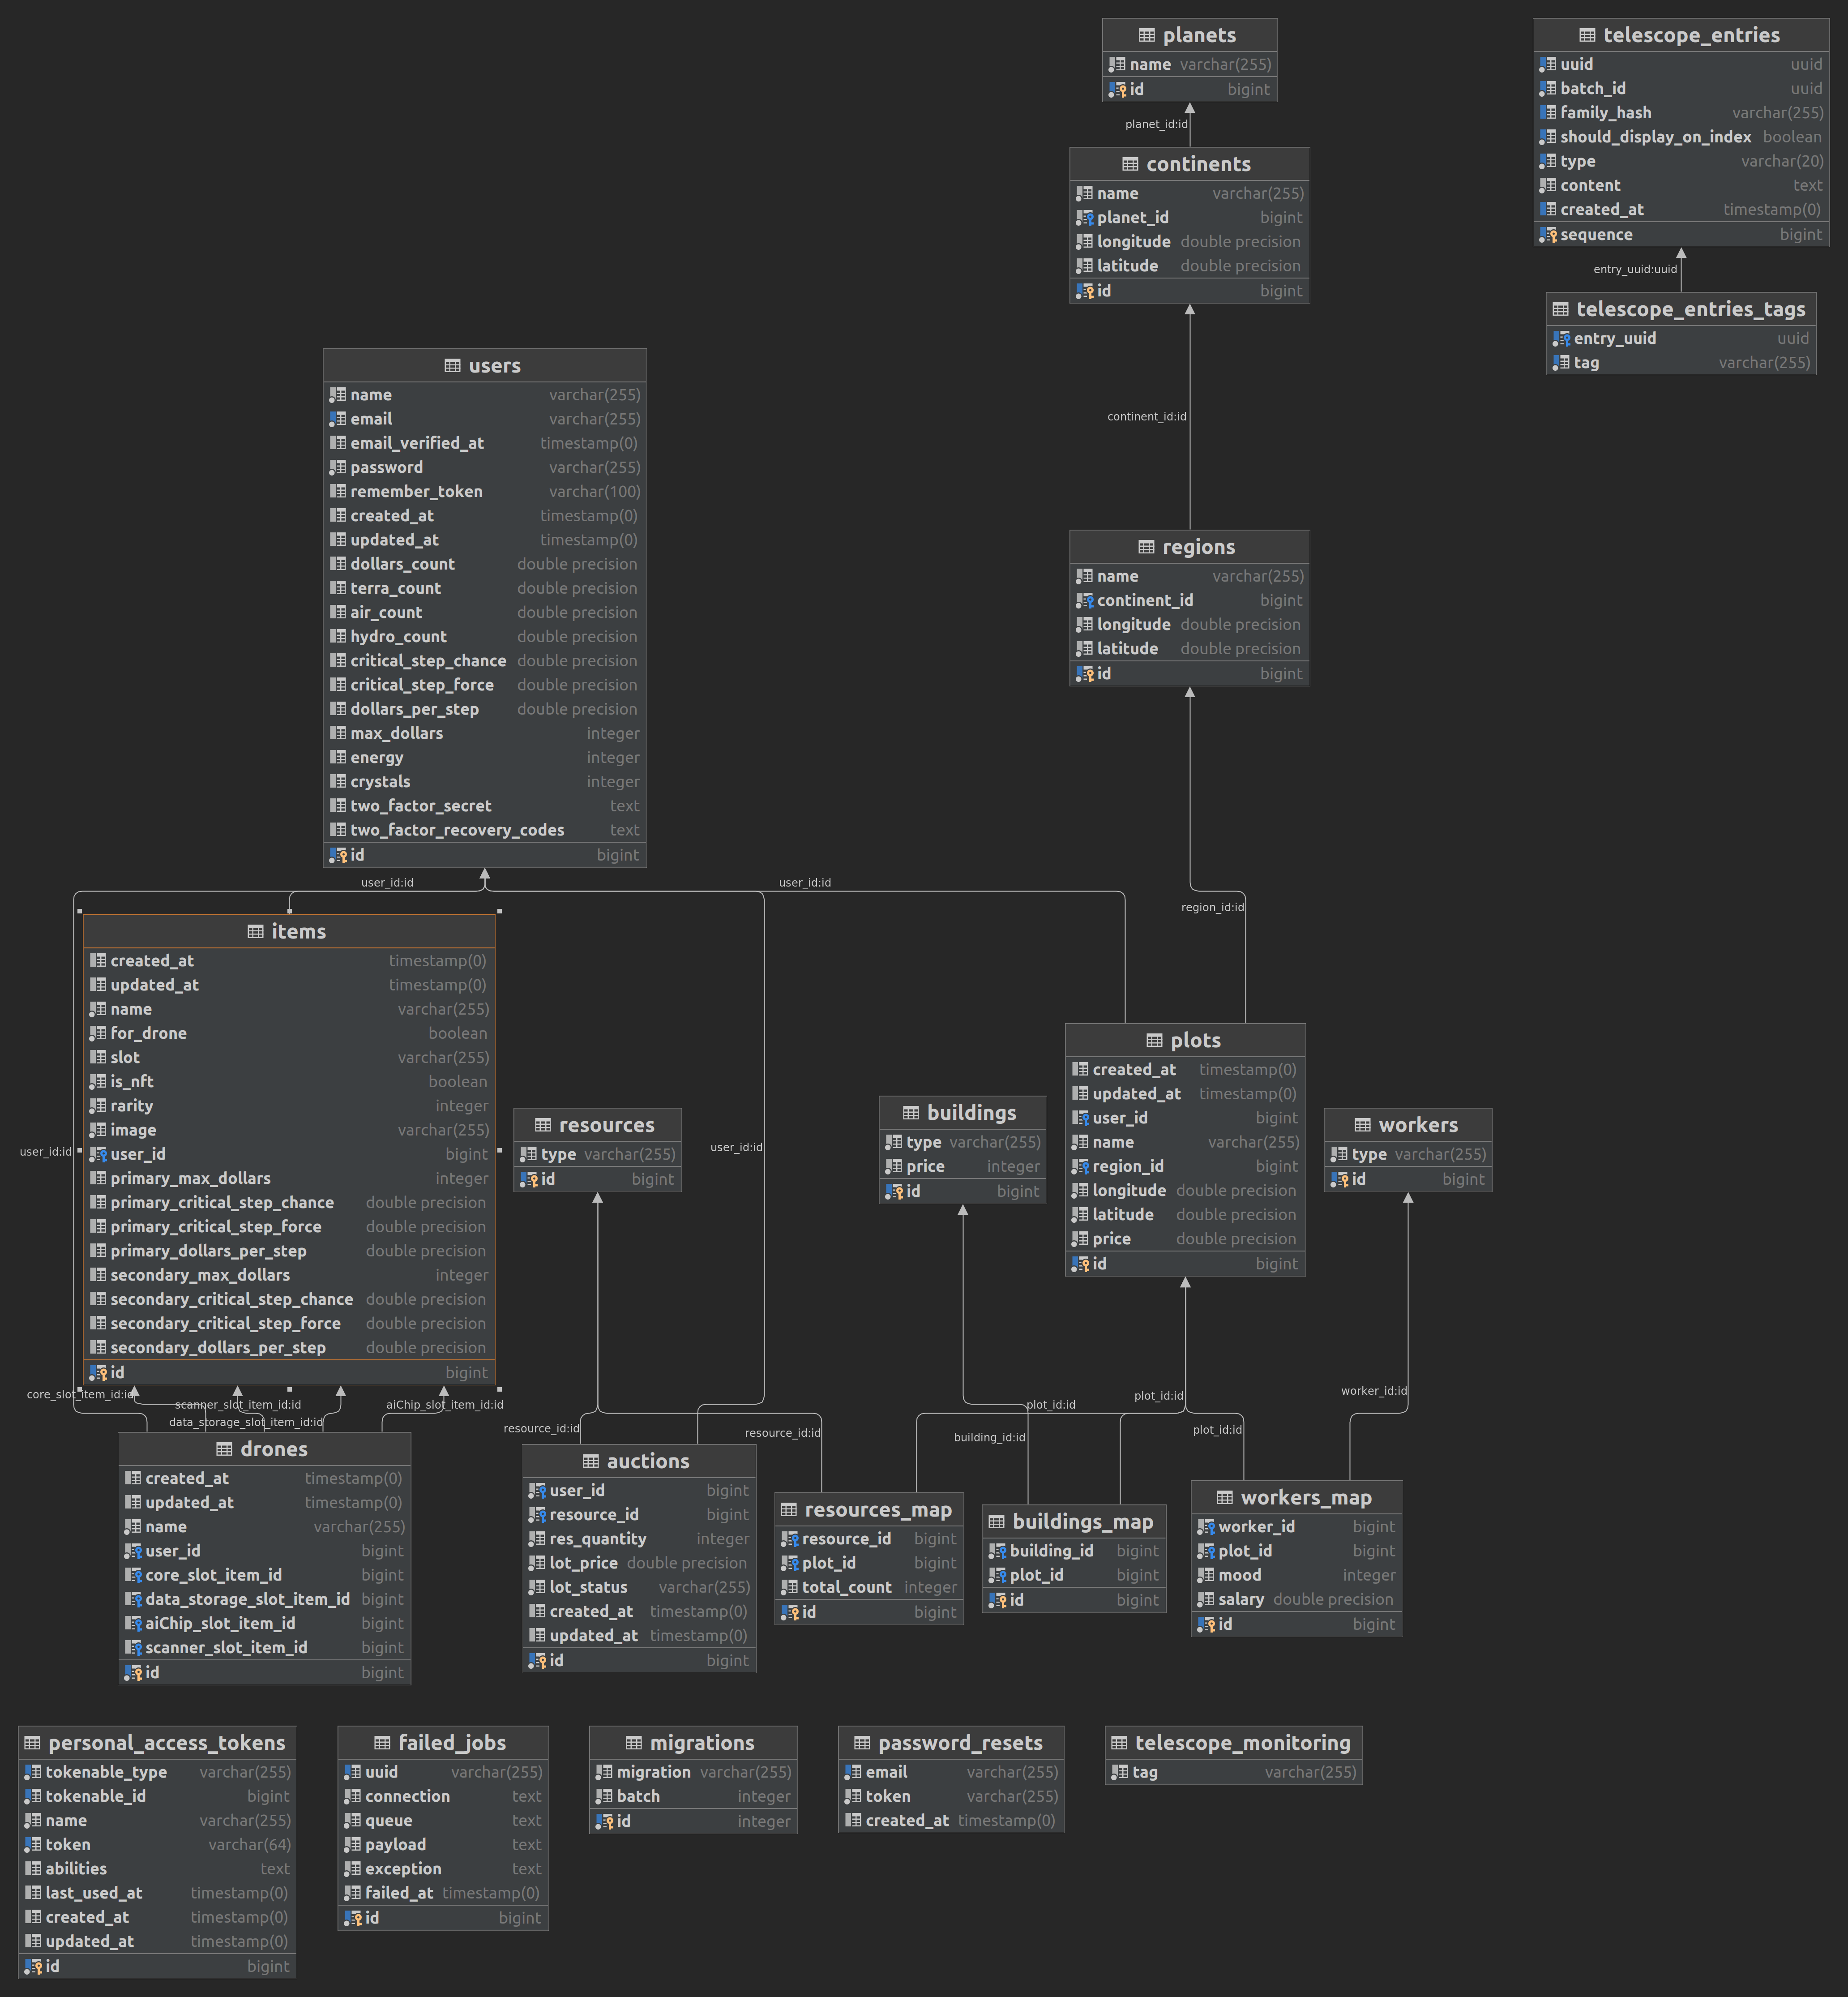 planets
name varchar(255)
id bigint
planet_id:id
continents
name varchar(255)
planet_id bigint
longitude double precision
latitude double precision
id bigint
continent_id:id
regions
name varchar(255)
continent_id bigint
longitude double precision
latitude double precision
id bigint
region_id:id
telescope_entries
uuid uuid
batch_id uuid
family_hash varchar(255)
should_display_on_index boolean
type varchar(20)
content text
created_at timestamp(0)
sequence bigint
entry_uuid:uuid
telescope_entries_tags
entry_uuid uuid
tag varchar(255)
users
name varchar(255)
email varchar(255)
email_verified_at timestamp(0)
password varchar(255)
remember_token varchar(100)
created_at timestamp(0)
updated_at timestamp(0)
dollars_count double precision
terra_count double precision
air_count double precision
hydro_count double precision
critical_step_chance double precision
critical_step_force double precision
dollars_per_step double precision
max_dollars integer
energy integer
crystals integer
two_factor_secret text
two_factor_recovery_codes text
id bigint
user_id:id
user_id:id
user_id:id
user_id:id
items
created_at timestamp(0)
updated_at timestamp(0)
name varchar(255)
for_drone boolean
slot varchar(255)
is_nft boolean
rarity integer
image varchar(255)
user_id bigint
primary_max_dollars integer
primary_critical_step_chance double precision
primary_critical_step_force double precision
primary_dollars_per_step double precision
secondary_max_dollars integer
secondary_critical_step_chance double precision
secondary_critical_step_force double precision
secondary_dollars_per_step double precision
id bigint
core_slot_item_id:id
scanner_slot_item_id:id
aiChip_slot_item_id:id
data_storage_slot_item_id:id
resources
type varchar(255)
id bigint
buildings
type varchar(255)
price integer
id bigint
plots
created_at timestamp(0)
updated_at timestamp(0)
user_id bigint
name varchar(255)
region_id bigint
longitude double precision
latitude double precision
price double precision
id bigint
workers
type varchar(255)
id bigint
resource_id:id
resource_id:id
plot_id:id
building_id:id
plot_id:id
plot_id:id
worker_id:id
drones
created_at timestamp(0)
updated_at timestamp(0)
name varchar(255)
user_id bigint
core_slot_item_id bigint
data_storage_slot_item_id bigint
aiChip_slot_item_id bigint
scanner_slot_item_id bigint
id bigint
auctions
user_id bigint
resource_id bigint
res_quantity integer
lot_price double precision
lot_status varchar(255)
created_at timestamp(0)
updated_at timestamp(0)
id bigint
resources_map
resource_id bigint
plot_id bigint
total_count integer
id bigint
buildings_map
building_id bigint
plot_id bigint
id bigint
workers_map
worker_id bigint
plot_id bigint
mood integer
salary double precision
id bigint
personal_access_tokens
tokenable_type varchar(255)
tokenable_id bigint
name varchar(255)
token varchar(64)
abilities text
last_used_at timestamp(0)
created_at timestamp(0)
updated_at timestamp(0)
id bigint
failed_jobs
uuid varchar(255)
connection text
queue text
payload text
exception text
failed_at timestamp(0)
id bigint
migrations
migration varchar(255)
batch integer
id integer
password_resets
email varchar(255)
token varchar(255)
created_at timestamp(0)
telescope_monitoring
tag varchar(255)